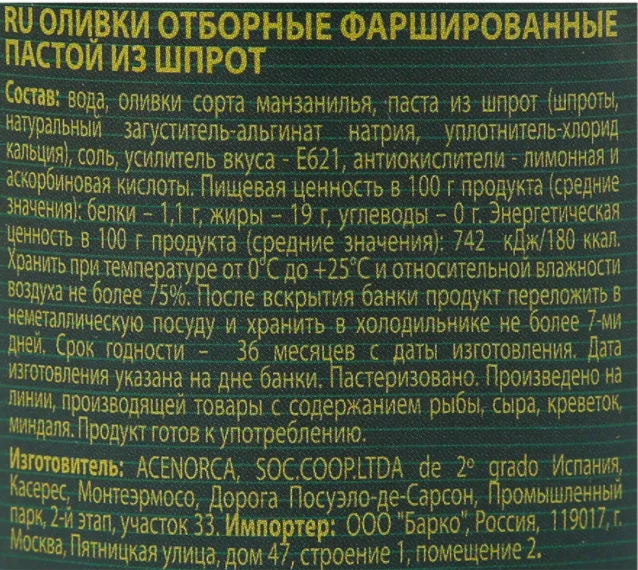 RU ОЛИВКИ ОТБОРНЫЕ ФАРШИРОВАННЫЕ
ПАСТОЙ ИЗ ШПРОТ
Состав: вода, оливки сорта манзанилья, паста из шпрот (шпроты,
натуральный загуститель-альгинат натрия, уплотнитель-хлорид
кальция), соль, усилитель вкуса - Е621, антиокислители - лимонная и
аскорбиновая кислоты. Пищевая ценность в 100 г продукта (средние
значения): белки – 1,1 г, жиры – 19 г, углеводы – 0 г. Энергетическая
ценность в 100 г продукта (средние значения): 742 кДж/180 ккал.
Хранить при температуре от 0°С до +25°С и относительной влажности
воздуха не более 75%. После вскрытия банки продукт переложить в
неметаллическую посуду и хранить в холодильнике не более 7-ми
дней. Срок годности – 36 месяцев с даты изготовления. Дата
изготовления указана на дне банки. Пастеризовано. Произведено на
линии, производящей товары с содержанием рыбы, сыра, креветок,
миндаля. Продукт готов к употреблению.
Изготовитель: ACENORCA, SOC.COOP.LTDA de 2º grado Испания,
Касерес, Монтеэрмосо, Дорога Посуэло-де-Сарсон, Промышленный
парк, 2-й этап, участок 33. Импортер: ООО "Барко", Россия, 119017, г.
Москва, Пятницкая улица, дом 47, строение 1, помещение 2.